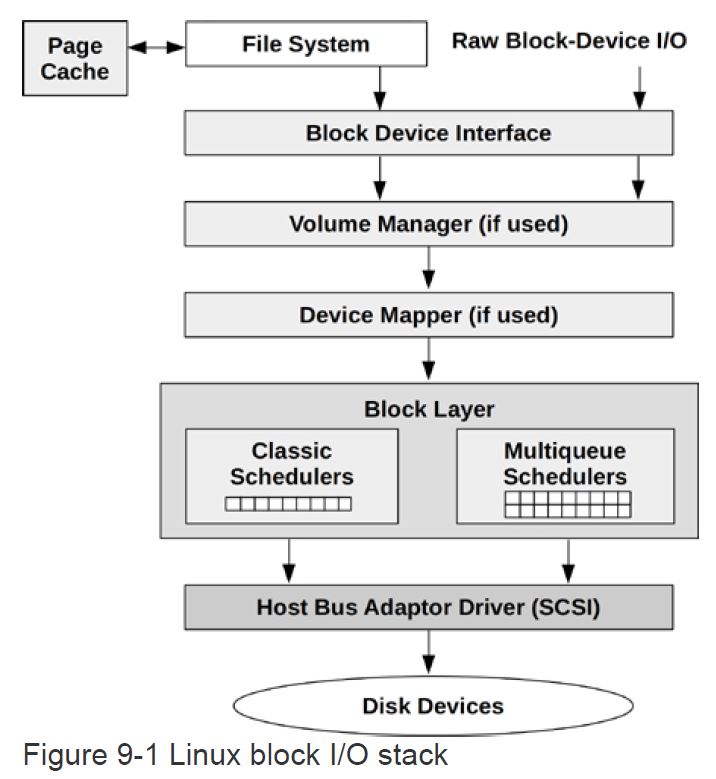 Page
Cache
File System
Raw Block-Device I/O
Block Device Interface
Volume Manager (if used)
Device Mapper (if used)
Block Layer
Classic
Schedulers
Multiqueue
Schedulers
Host Bus Adaptor Driver (SCSI)
Disk Devices
Figure 9-1 Linux block I/O stack